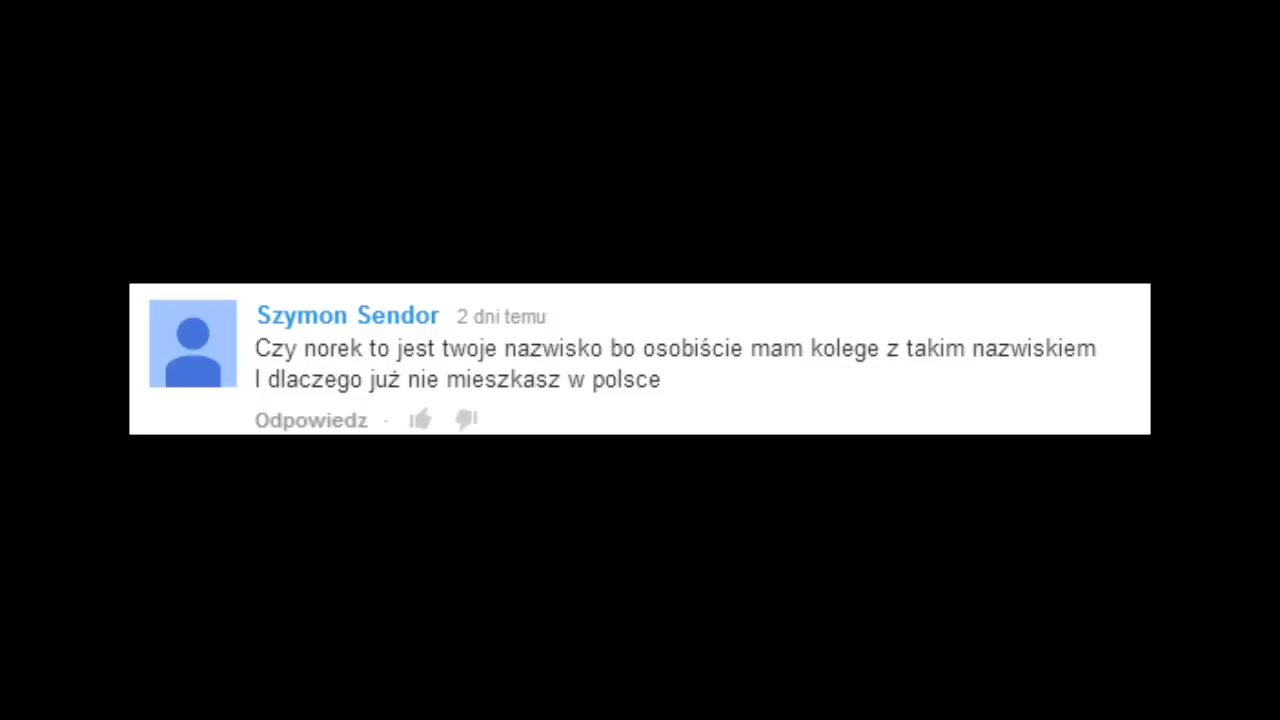 Szymon Sendor 2 dni temu
Czy norek to jest twoje nazwisko bo osobiście mam kolege z takim nazwiskiem
I dlaczego już nie mieszkasz w polsce
Odpowiedz ·